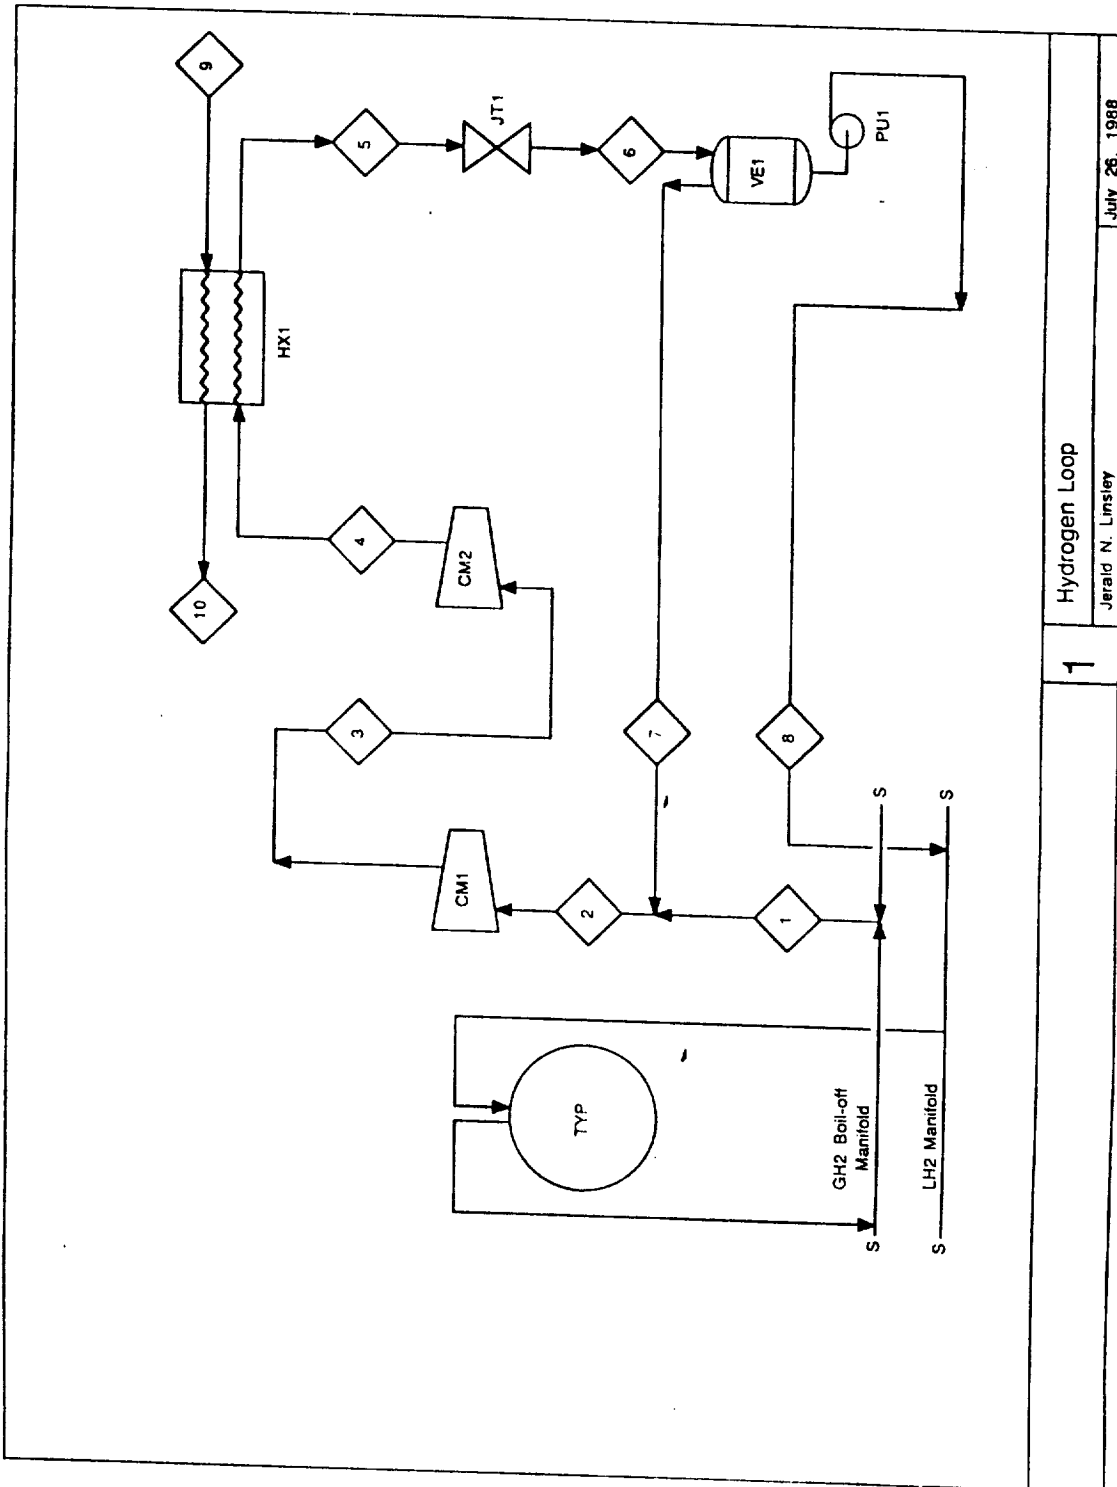 9
10
5
JT1
6
HX1
VE1
PU1
4
CM2
3
CM1
7
8
2
1
TYP
GH2 Boil-off
Manifold
LH2 Manifold
S
S
S
S
1
Hydrogen Loop
Jerald N. Linsley
July 26, 1988